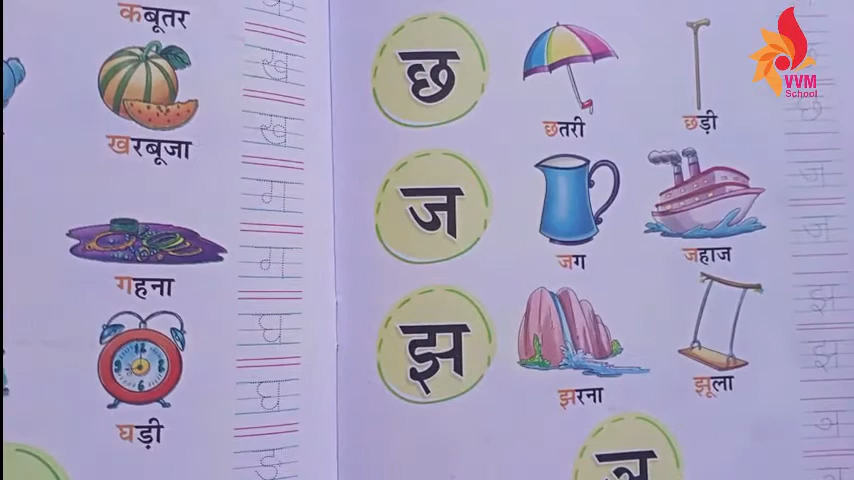 कबूतर
ख
खरबूजा
ख
ग
गहना
ग
घ
घड़ी
घ
ङ
छ
छतरी
छड़ी
ज
जग
जहाज
झ
झरना
झूला
ञ
छ
ज
ज
झ
झ
VVM
School